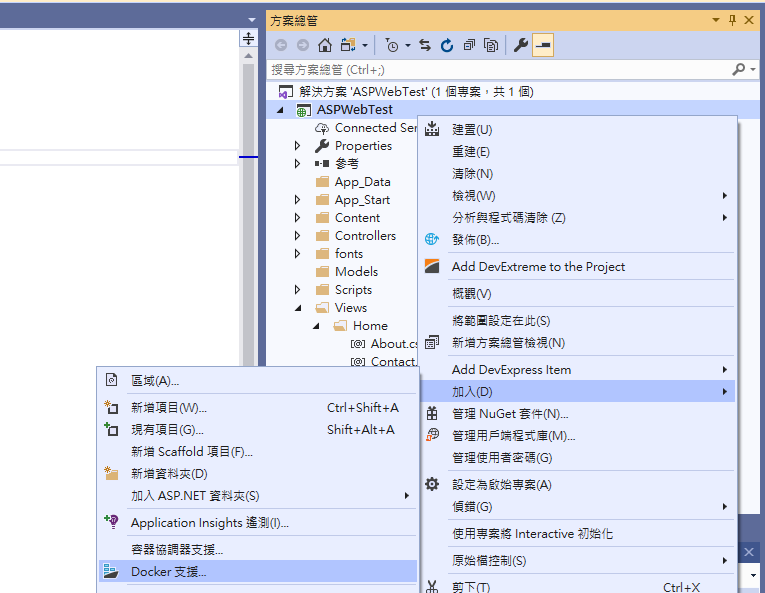 方案總管
搜尋方案總管 (Ctrl+;)
解決方案 'ASPWebTest' (1 個專案，共 1 個)
ASPWebTest
Connected Ser
Properties
參考
App_Data
App_Start
Content
Controllers
fonts
Models
Scripts
Views
Home
About.cs
Contact.
建置(U)
重建(E)
清除(N)
檢視(W)
分析與程式碼清除 (Z)
發佈(B)...
Add DevExtreme to the Project
概觀(V)
將範圍設定在此(S)
新增方案總管檢視(N)
Add DevExpress Item
加入(D)
管理 NuGet 套件(N)...
管理用戶端程式庫(M)...
管理使用者密碼(G)
設定為啟始專案(A)
偵錯(G)
使用專案將 Interactive 初始化
原始檔控制(S)
剪下(T) Ctrl+X
區域(A)...
新增項目(W)... Ctrl+Shift+A
現有項目(G)... Shift+Alt+A
新增 Scaffold 項目(F)...
新增資料夾(D)
加入 ASP.NET 資料夾(S)
Application Insights 遙測(I)...
容器協調器支援...
Docker 支援...